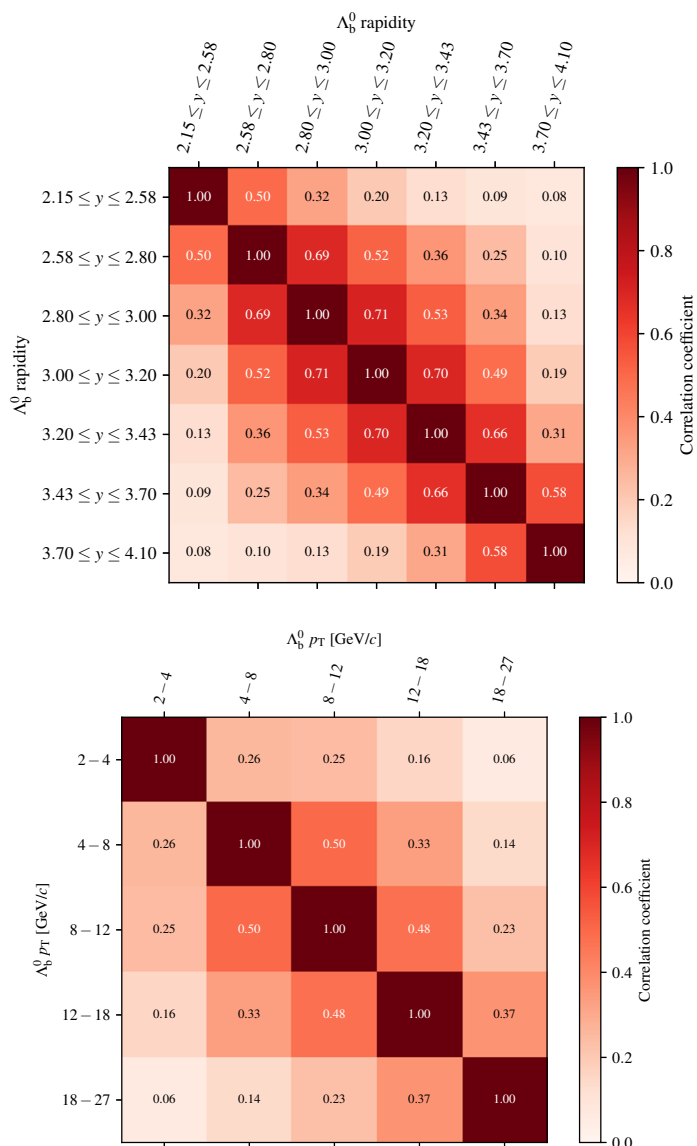 Λ_b^0 rapidity
2.15 ≤ y ≤ 2.58
2.58 ≤ y ≤ 2.80
2.80 ≤ y ≤ 3.00
3.00 ≤ y ≤ 3.20
3.20 ≤ y ≤ 3.43
3.43 ≤ y ≤ 3.70
3.70 ≤ y ≤ 4.10
Λ_b^0 rapidity
2.15 ≤ y ≤ 2.58 1.00 0.50 0.32 0.20 0.13 0.09 0.08
2.58 ≤ y ≤ 2.80 0.50 1.00 0.69 0.52 0.36 0.25 0.10
2.80 ≤ y ≤ 3.00 0.32 0.69 1.00 0.71 0.53 0.34 0.13
3.00 ≤ y ≤ 3.20 0.20 0.52 0.71 1.00 0.70 0.49 0.19
3.20 ≤ y ≤ 3.43 0.13 0.36 0.53 0.70 1.00 0.66 0.31
3.43 ≤ y ≤ 3.70 0.09 0.25 0.34 0.49 0.66 1.00 0.58
3.70 ≤ y ≤ 4.10 0.08 0.10 0.13 0.19 0.31 0.58 1.00
1.0
0.8
0.6
0.4
0.2
0.0
Correlation coefficient
Λ_b^0 p_T [GeV/c]
2 − 4
4 − 8
8 − 12
12 − 18
18 − 27
Λ_b^0 p_T [GeV/c]
2 − 4 1.00 0.26 0.25 0.16 0.06
4 − 8 0.26 1.00 0.50 0.33 0.14
8 − 12 0.25 0.50 1.00 0.48 0.23
12 − 18 0.16 0.33 0.48 1.00 0.37
18 − 27 0.06 0.14 0.23 0.37 1.00
1.0
0.8
0.6
0.4
0.2
0.0
Correlation coefficient